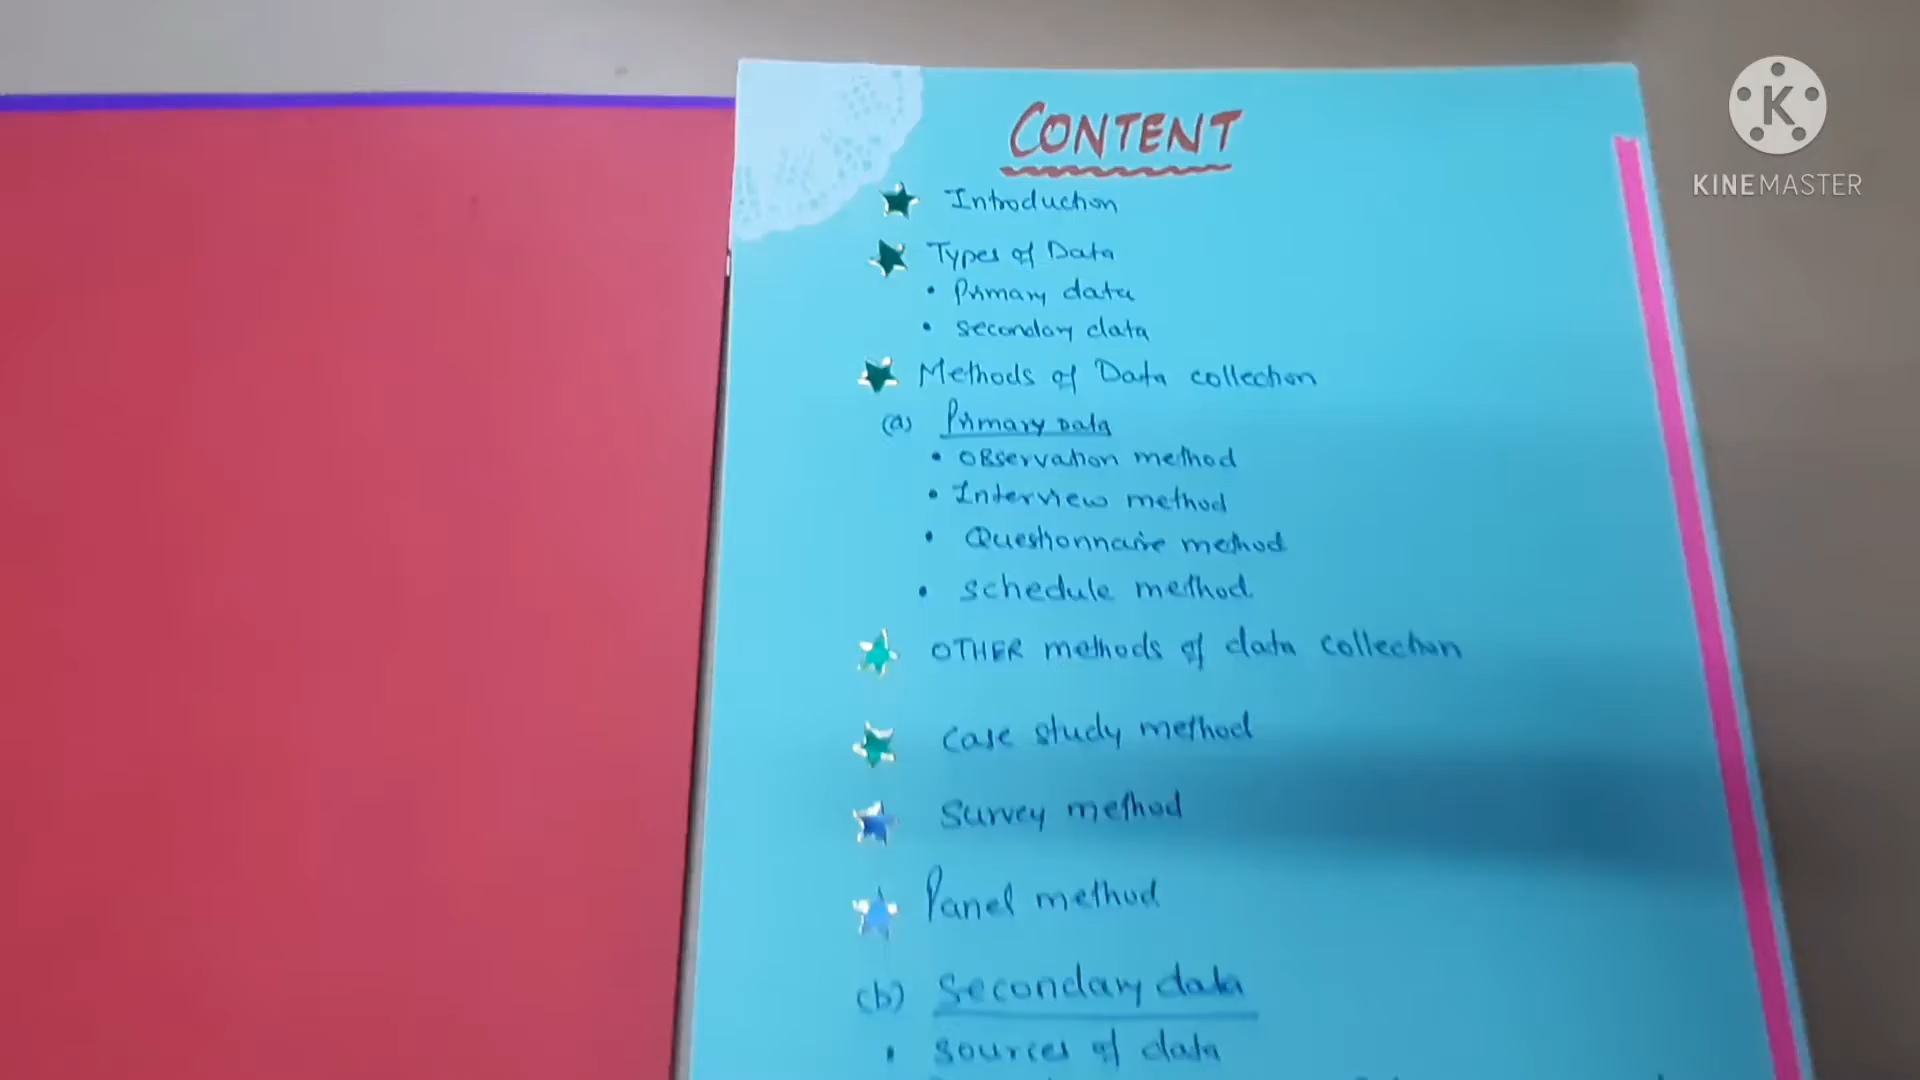 CONTENT
Introduction
Types of Data
• Primary data
• secondary data
Methods of Data collection
(a) Primary Data
• OBservation method
• Interview method
• Questionnaire method
• Schedule method
OTHER methods of data collection
Case study method
Survey method
Panel method
(b) Secondary data
• Sources of data
K
KINEMASTER